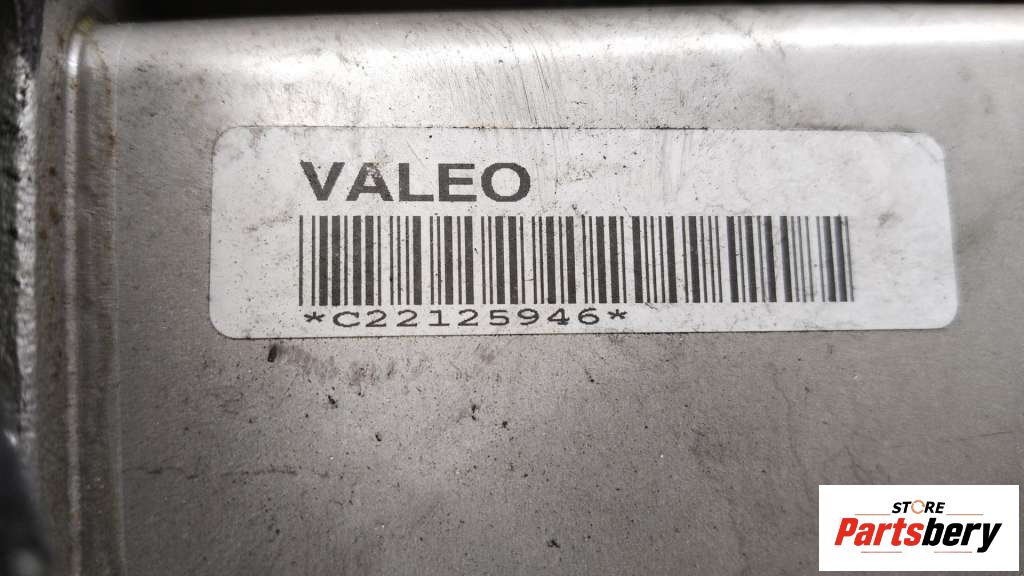 VALEO
*C22125946*
STORE
Partsbery